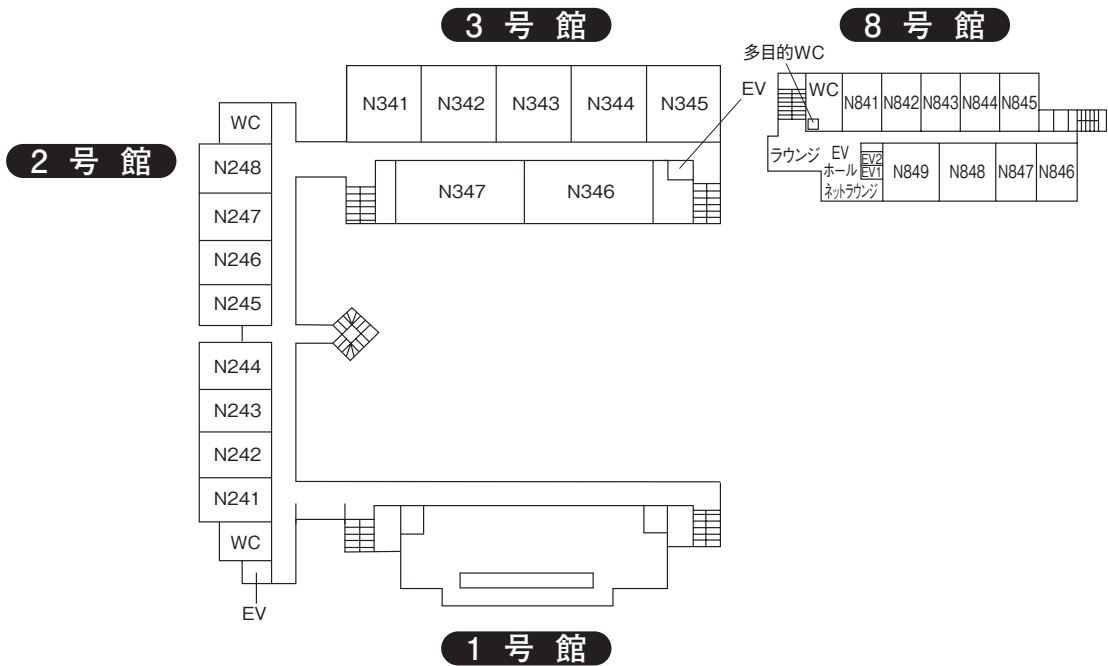 3 号 館
8 号 館
2 号 館
1 号 館
N341 N342 N343 N344 N345
EV
N347 N346
WC
N248
N247
N246
N245
N244
N243
N242
N241
WC
EV
多目的WC
WC N841 N842 N843 N844 N845
ラウンジ
EV
ホール
ネットラウンジ
EV2
EV1
N849 N848 N847 N846